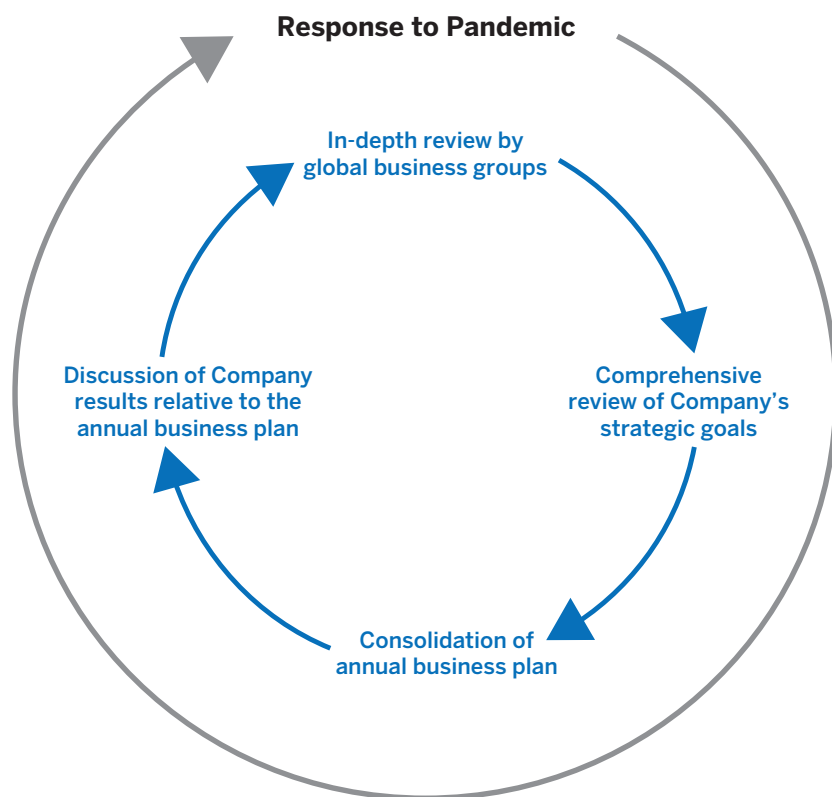 Response to Pandemic
In-depth review by
global business groups
Comprehensive
review of Company’s
strategic goals
Consolidation of
annual business plan
Discussion of Company
results relative to the
annual business plan